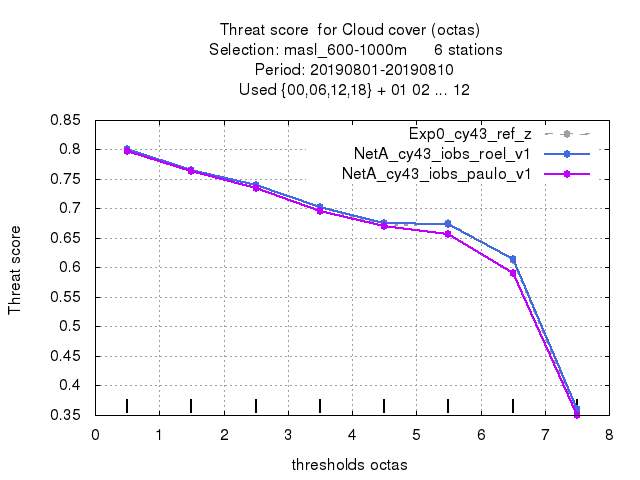 Threat score  for Cloud cover (octas)
Selection: masl_600-1000m      6 stations
Period: 20190801-20190810
Used {00,06,12,18} + 01 02 ... 12
Exp0_cy43_ref_z
NetA_cy43_iobs_roel_v1
NetA_cy43_iobs_paulo_v1
0.85
0.8
0.75
0.7
0.65
0.6
0.55
0.5
0.45
0.4
0.35
Threat score
0 1 2 3 4 5 6 7 8
thresholds octas